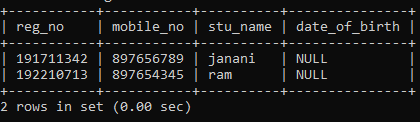 +-----------+-----------+----------+---------------+
| reg_no    | mobile_no | stu_name | date_of_birth |
+-----------+-----------+----------+---------------+
| 191711342 | 897656789 | janani   | NULL          |
| 192210713 | 897654345 | ram      | NULL          |
+-----------+-----------+----------+---------------+
2 rows in set (0.00 sec)